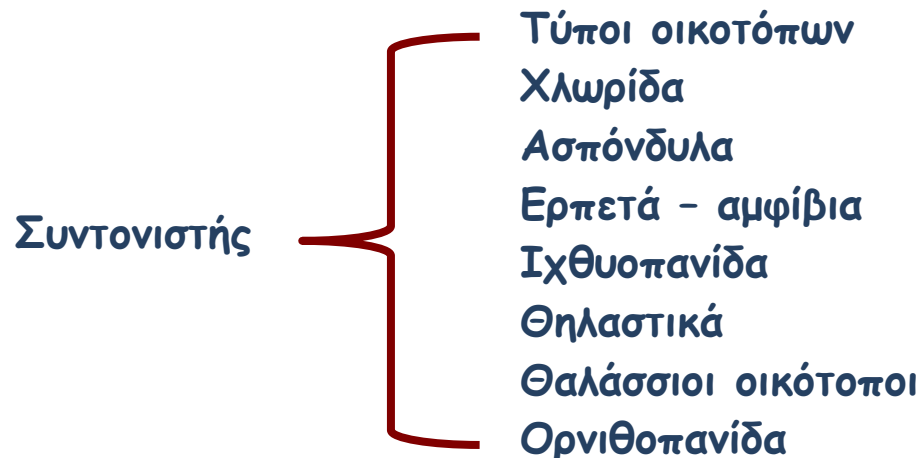 Τύποι οικοτόπων
Χλωρίδα
Ασπόνδυλα
Ερπετά – αμφίβια
Συντονιστής
Ιχθυοπανίδα
Θηλαστικά
Θαλάσσιοι οικότοποι
Ορνιθοπανίδα